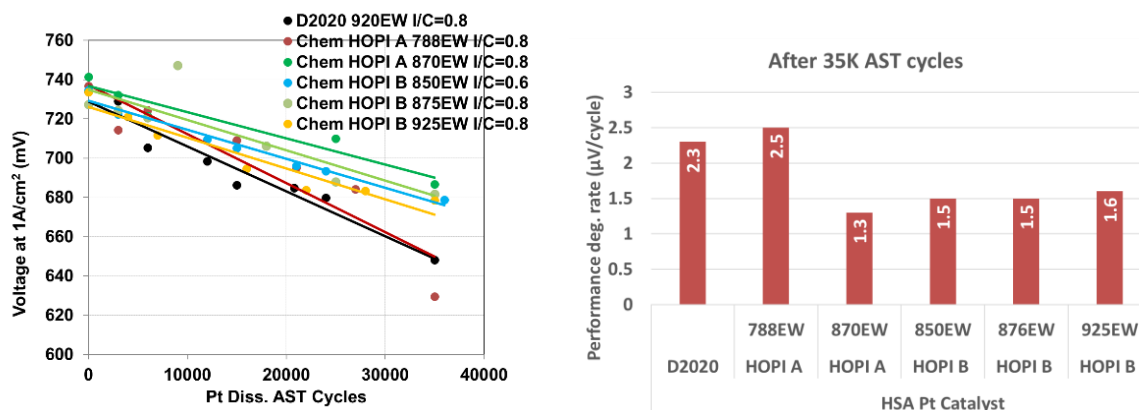 D2020 920EW I/C=0.8
Chem HOPI A 788EW I/C=0.8
Chem HOPI A 870EW I/C=0.8
Chem HOPI B 850EW I/C=0.6
Chem HOPI B 875EW I/C=0.8
Chem HOPI B 925EW I/C=0.8
Voltage at 1A/cm² (mV)
760
740
720
700
680
660
640
620
600
0
10000
20000
30000
40000
Pt Diss. AST Cycles
After 35K AST cycles
Performance deg. rate (µV/cycle)
3
2.5
2
1.5
1
0.5
0
2.3
2.5
1.3
1.5
1.5
1.6
788EW 870EW 850EW 876EW 925EW
D2020 HOPI A HOPI A HOPI B HOPI B HOPI B
HSA Pt Catalyst